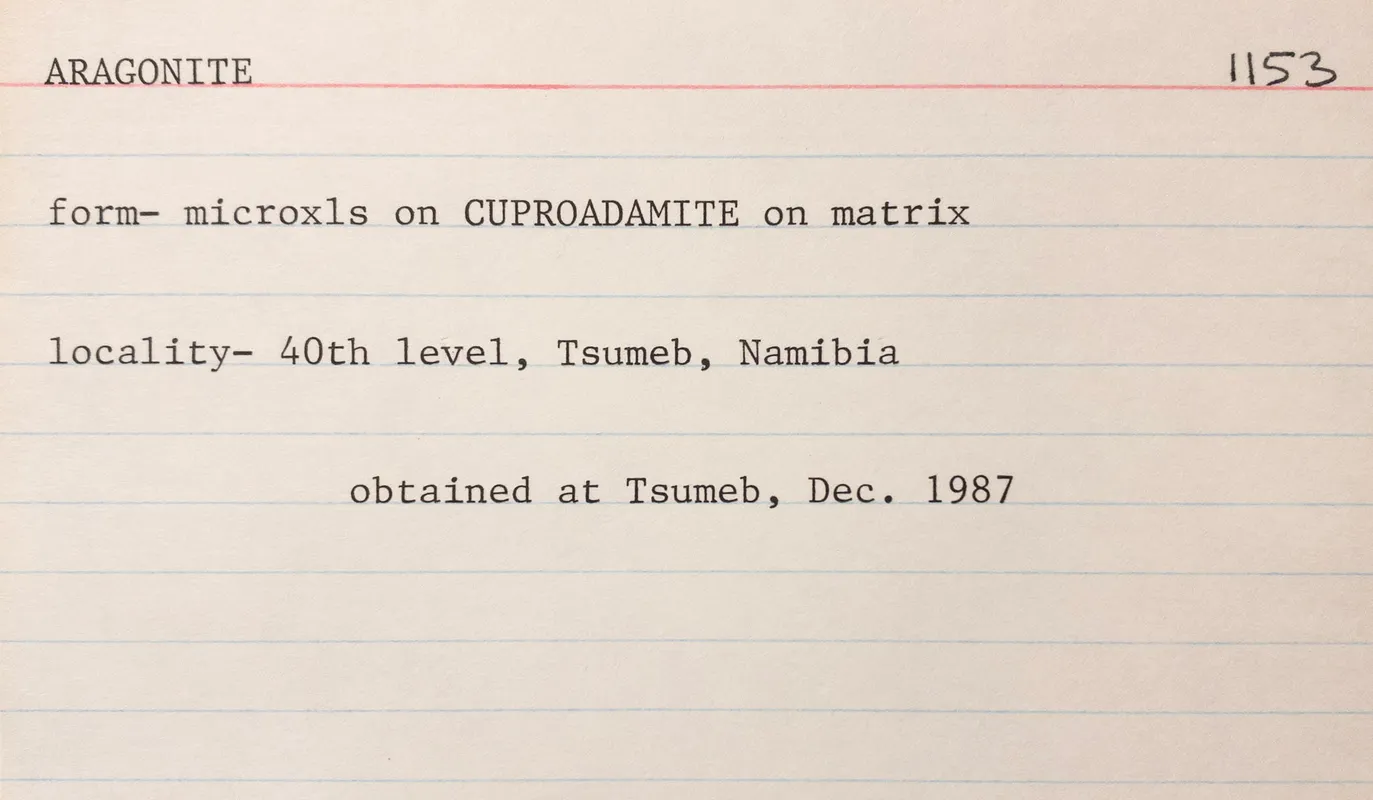 ARAGONITE 1153
form- microxls on CUPROADAMITE on matrix
locality- 40th level, Tsumeb, Namibia
obtained at Tsumeb, Dec. 1987